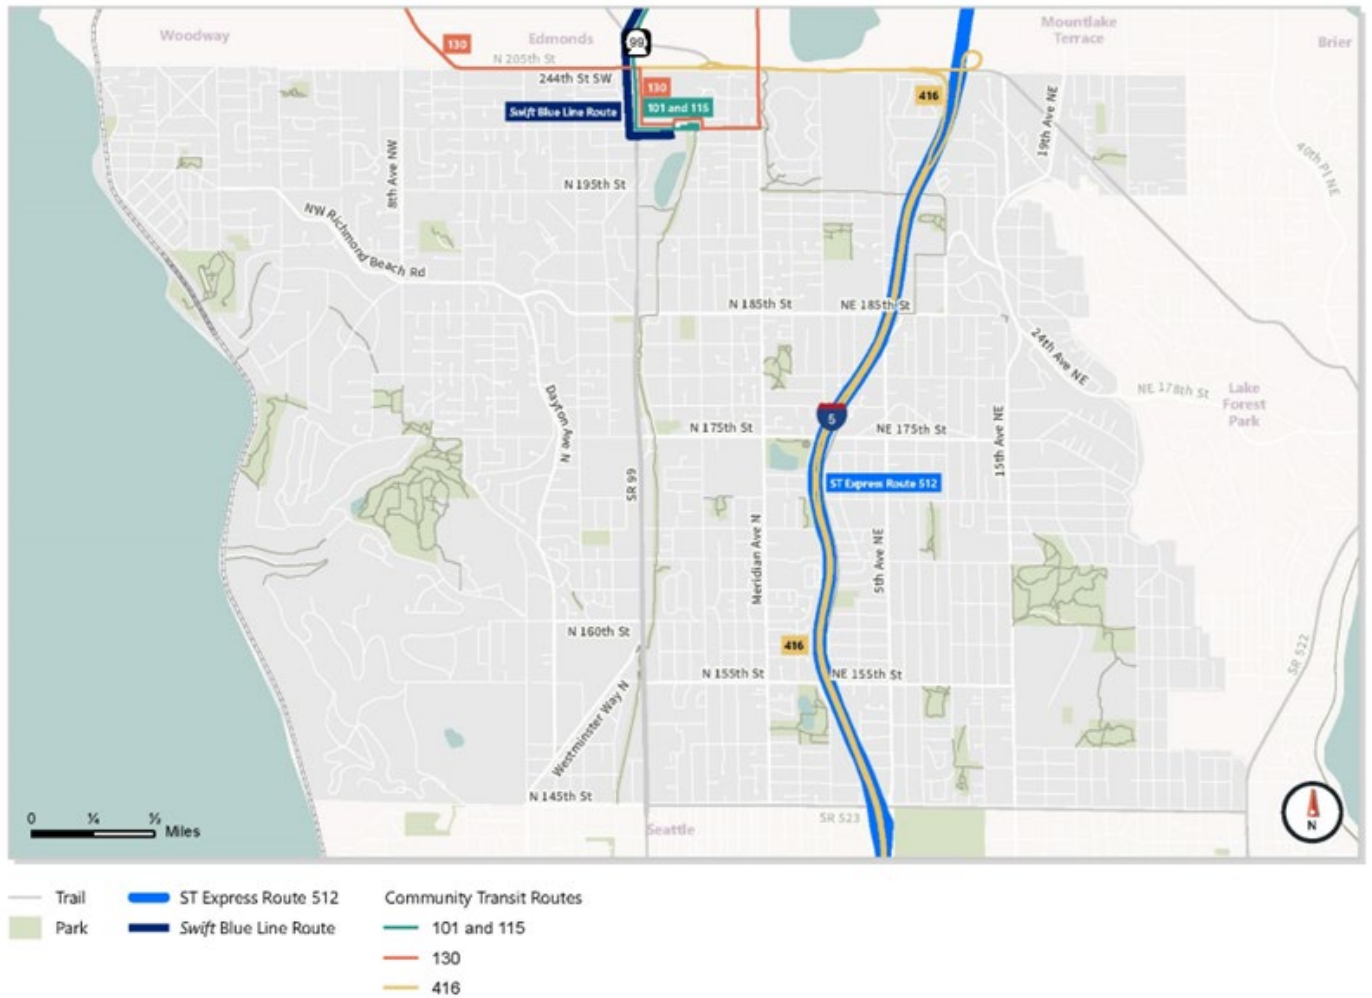 Woodway
Edmonds
Mountlake
Terrace
Brier
130
99
N 205th St
244th St SW
130
101 and 115
Swift Blue Line Route
416
19th Ave NE
40th Pl NE
8th Ave NW
N 195th St
NW Richmond Beach Rd
N 185th St
NE 185th St
24th Ave NE
NE 178th St
Lake
Forest
Park
Dayton Ave N
5
N 175th St
NE 175th St
15th Ave NE
SR 99
ST Express Route 512
Meridian Ave N
5th Ave NE
N 160th St
416
SR 522
N 155th St
NE 155th St
Westminster Way N
N 145th St
SR 523
Seattle
0 ¼ ½ Miles
N
Trail
ST Express Route 512
Community Transit Routes
Park
Swift Blue Line Route
101 and 115
130
416